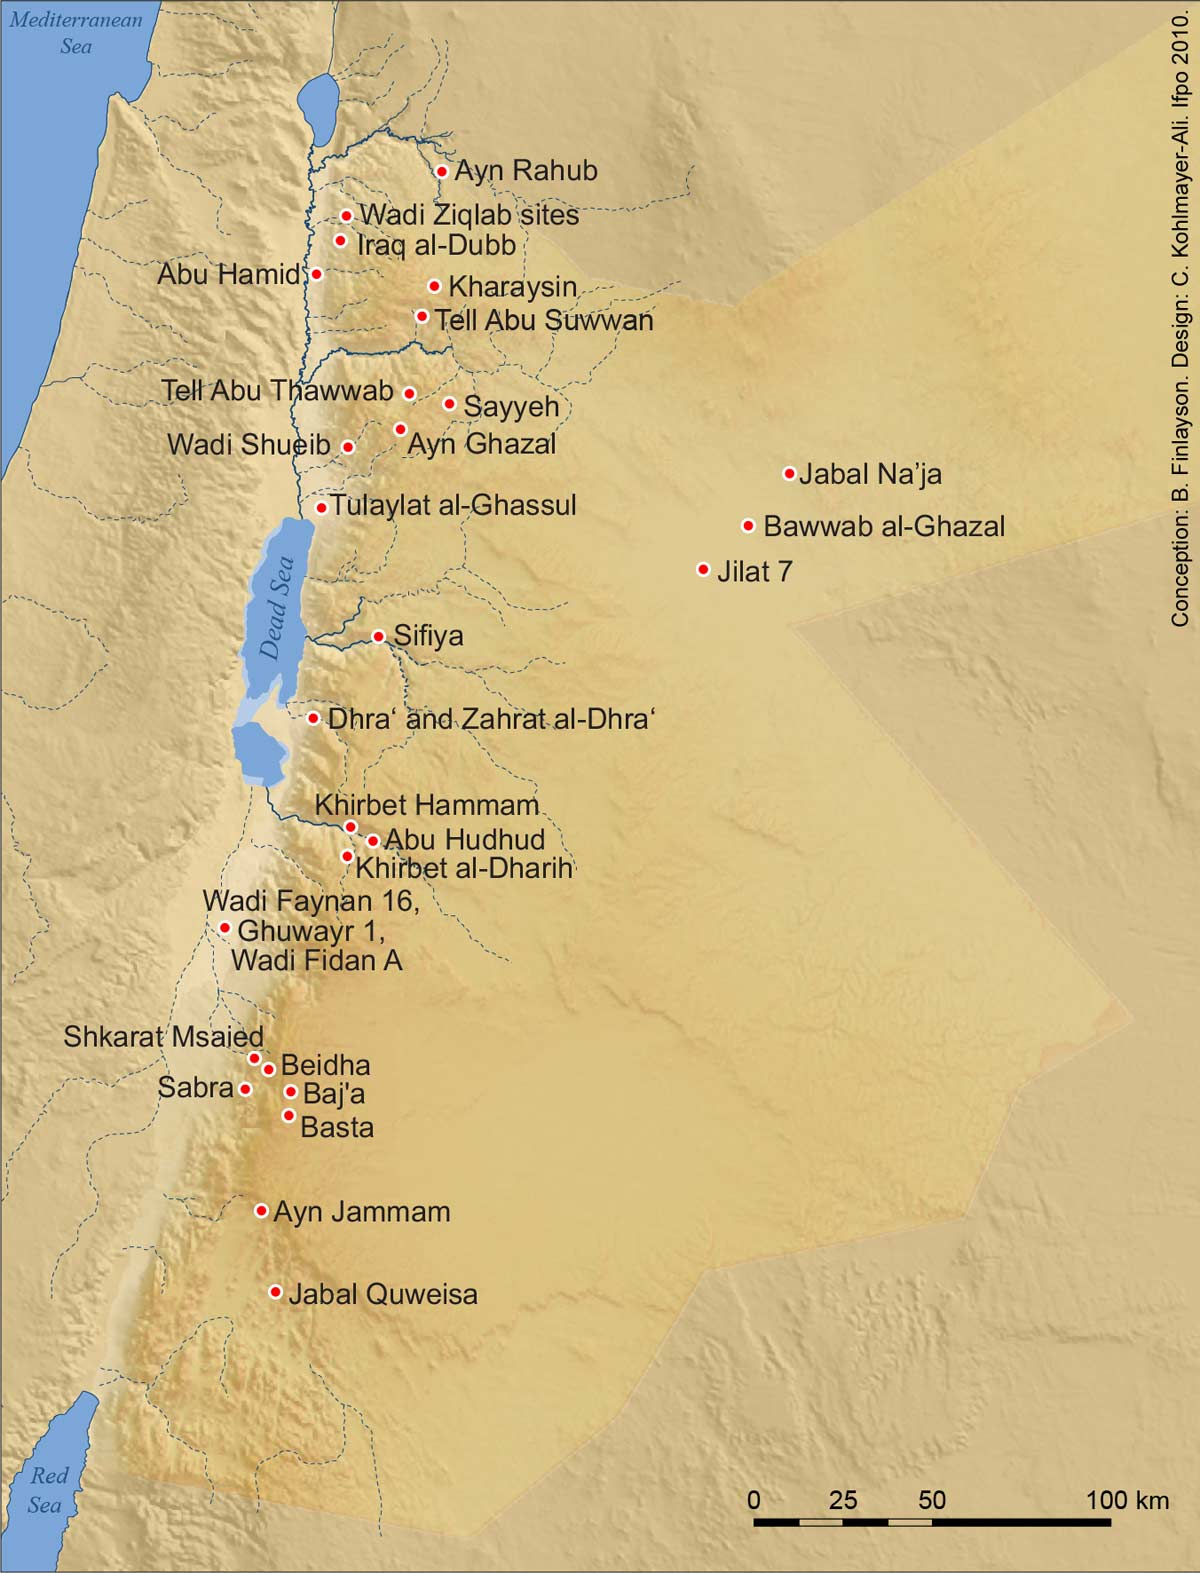 Mediterranean
Sea
Conception: B. Finlayson. Design: C. Kohlmayer-Ali. Ifpo 2010.
Ayn Rahub
Wadi Ziqlab sites
Iraq al-Dubb
Abu Hamid
Kharaysin
Tell Abu Suwwan
Tell Abu Thawwab
Sayyeh
Wadi Shueib
Ayn Ghazal
Jabal Na’ja
Tulaylat al-Ghassul
Bawwab al-Ghazal
Jilat 7
Dead Sea
Sifiya
Dhra‘ and Zahrat al-Dhra‘
Khirbet Hammam
Abu Hudhud
Khirbet al-Dharih
Wadi Faynan 16,
Ghuwayr 1,
Wadi Fidan A
Shkarat Msaied
Beidha
Sabra
Baj'a
Basta
Ayn Jammam
Jabal Quweisa
Red
Sea
0 25 50 100 km